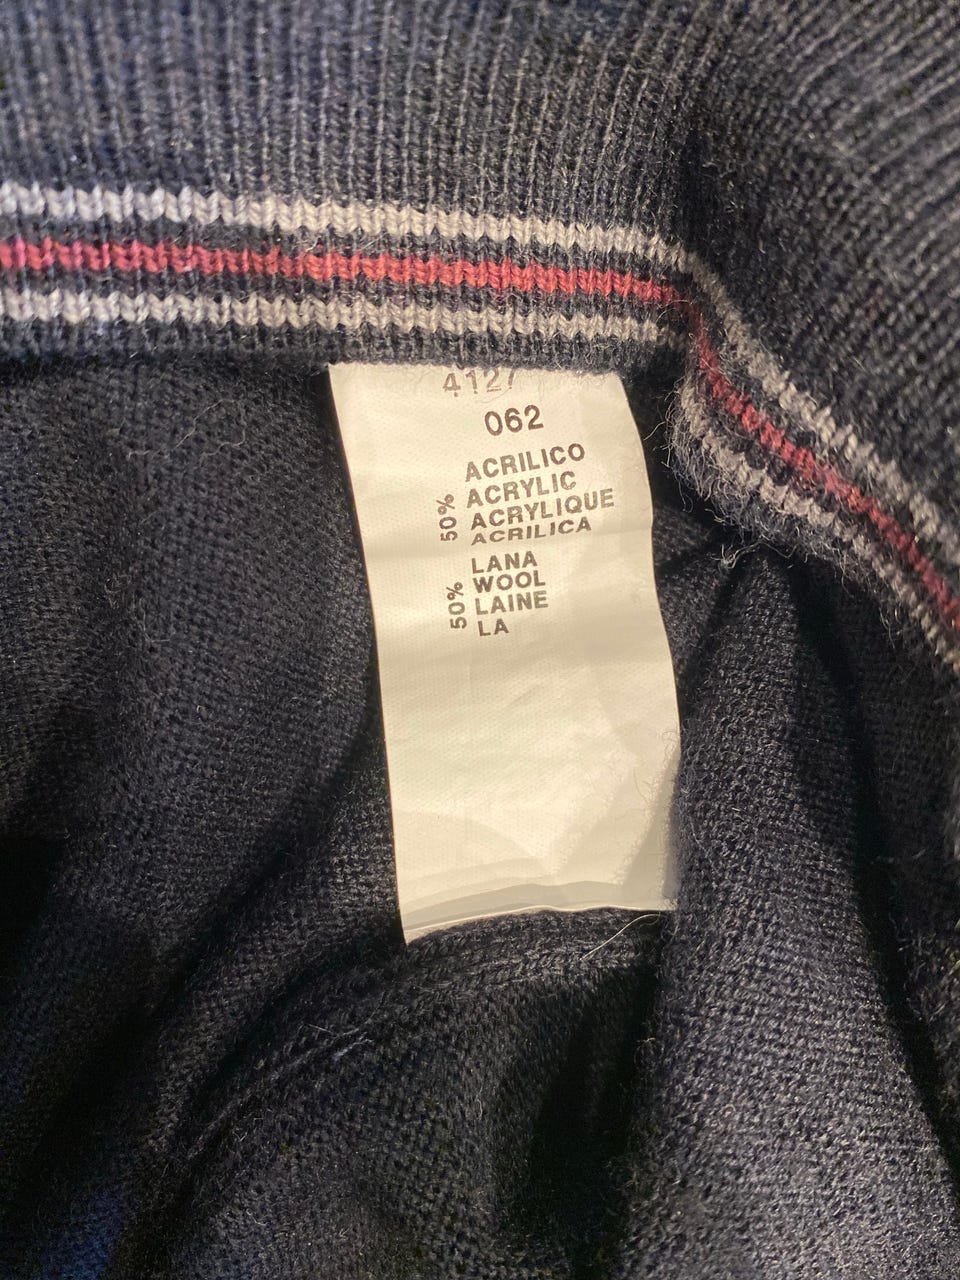 4127
062
50%
ACRILICO
ACRYLIC
ACRYLIQUE
ACRILICA
50%
LANA
WOOL
LAINE
LA